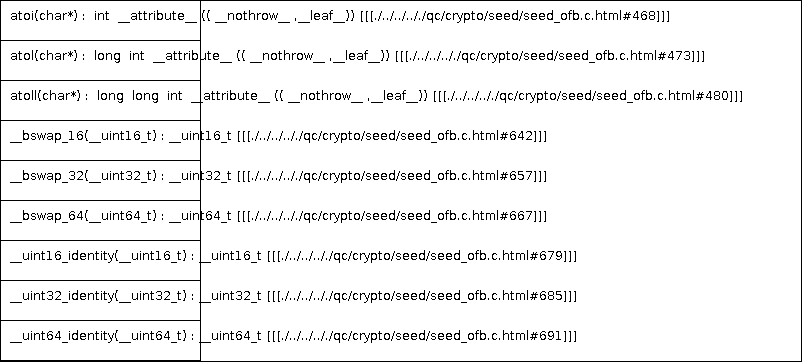 atoi(char*) : int __attribute__ (( __nothrow__ ,__leaf__)) [[[./../../../qc/crypto/seed/seed_ofb.c.html#468]]]
atol(char*) : long int __attribute__ (( __nothrow__ ,__leaf__)) [[[./../../../qc/crypto/seed/seed_ofb.c.html#473]]]
atoll(char*) : long long int __attribute__ (( __nothrow__ ,__leaf__)) [[[./../../../qc/crypto/seed/seed_ofb.c.html#480]]]
__bswap_16(__uint16_t) : __uint16_t [[[./../../../qc/crypto/seed/seed_ofb.c.html#642]]]
__bswap_32(__uint32_t) : __uint32_t [[[./../../../qc/crypto/seed/seed_ofb.c.html#657]]]
__bswap_64(__uint64_t) : __uint64_t [[[./../../../qc/crypto/seed/seed_ofb.c.html#667]]]
__uint16_identity(__uint16_t) : __uint16_t [[[./../../../qc/crypto/seed/seed_ofb.c.html#679]]]
__uint32_identity(__uint32_t) : __uint32_t [[[./../../../qc/crypto/seed/seed_ofb.c.html#685]]]
__uint64_identity(__uint64_t) : __uint64_t [[[./../../../qc/crypto/seed/seed_ofb.c.html#691]]]